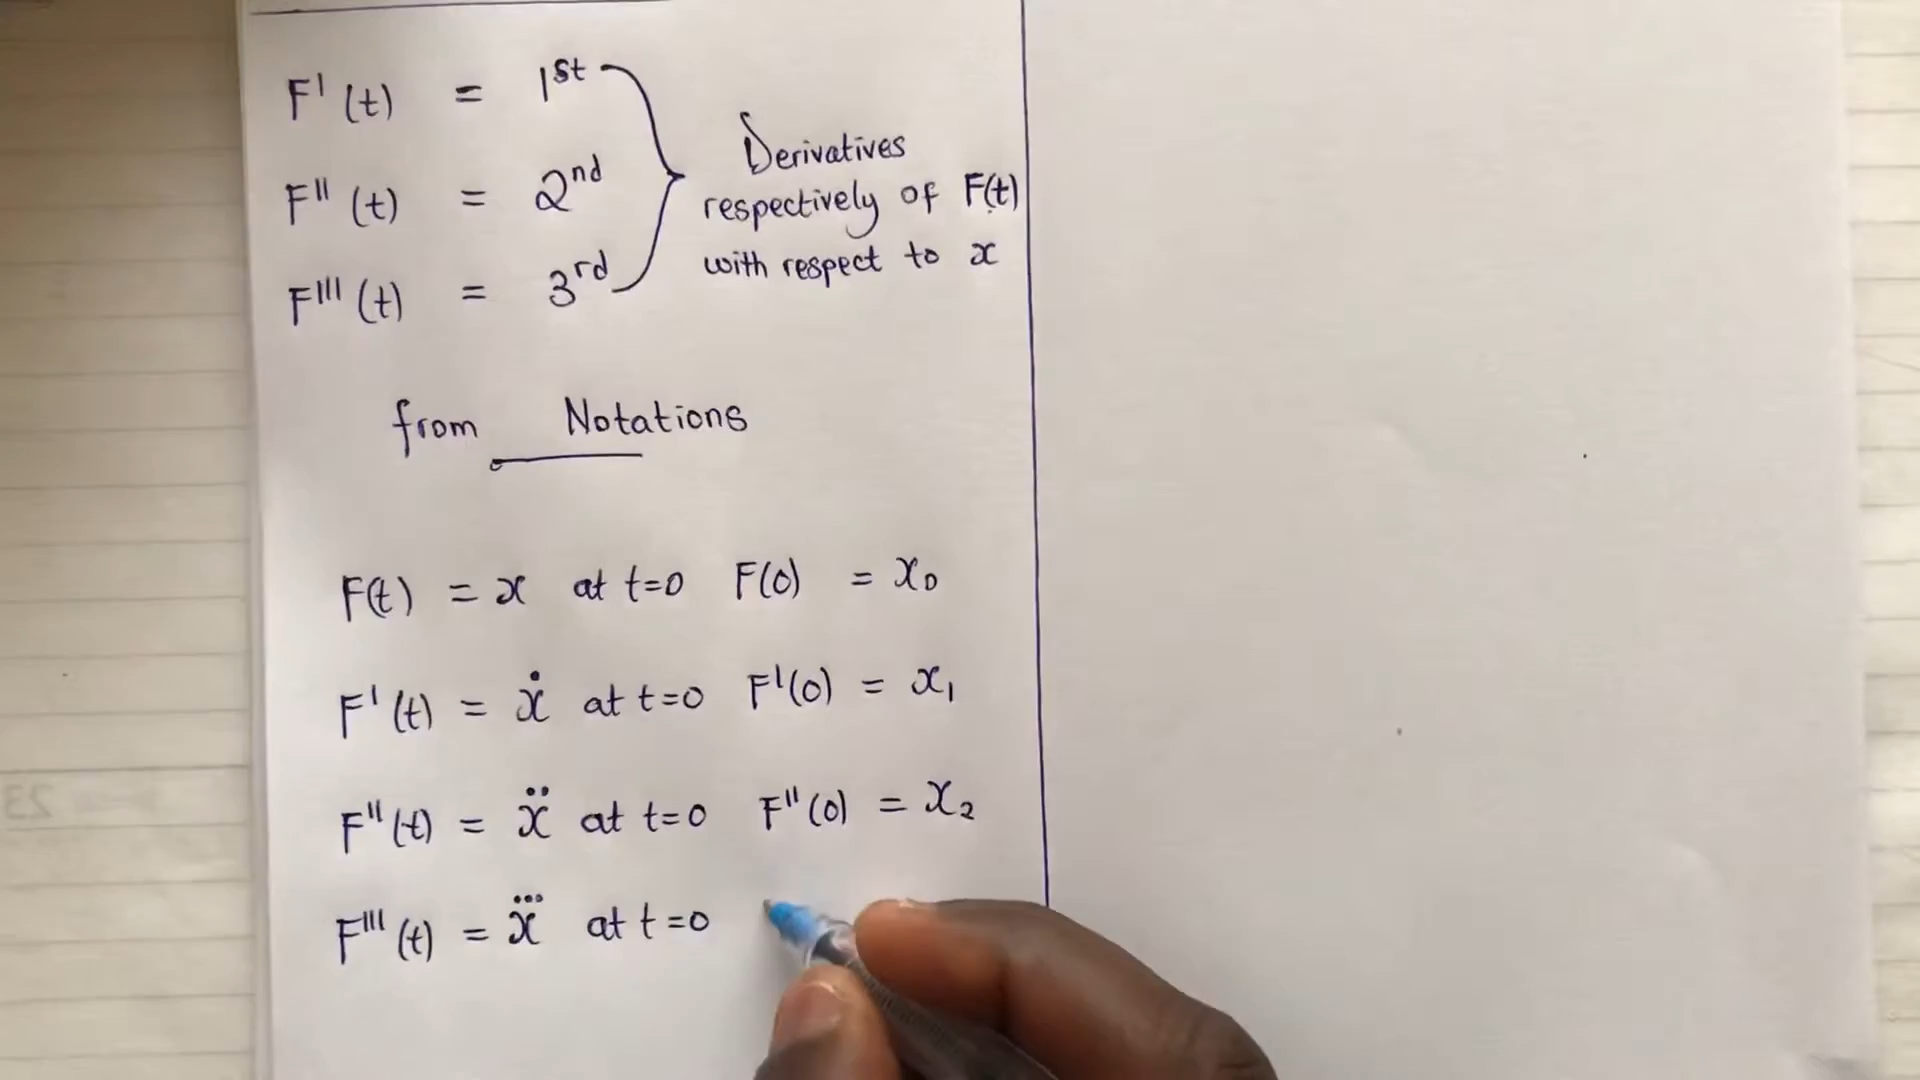 F'(t) = 1st
F''(t) = 2nd
F'''(t) = 3rd
Derivatives
respectively of F(t)
with respect to x
from Notations
F(t) = x at t=0 F(0) = x₀
F'(t) = ẋ at t=0 F'(0) = x₁
F''(t) = ẍ at t=0 F''(0) = x₂
F'''(t) = x⃛ at t=0
23